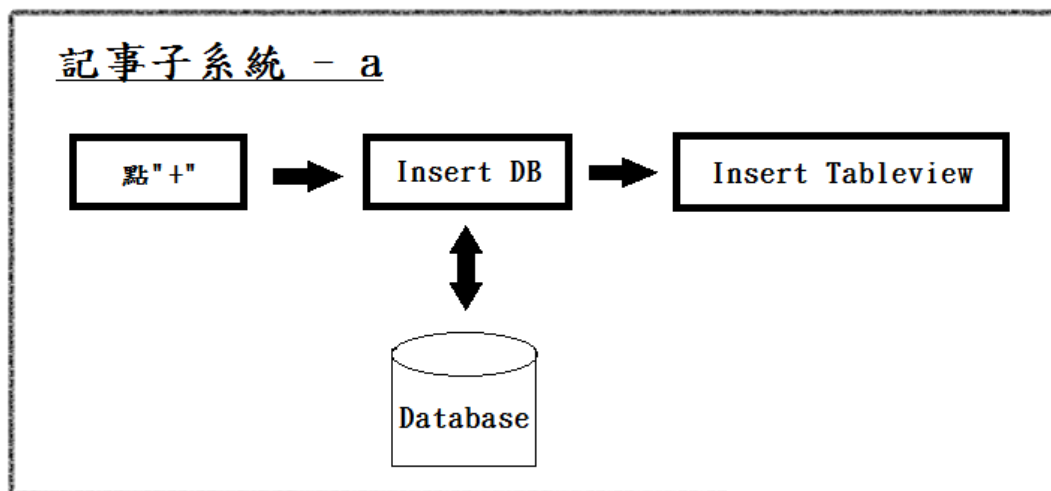 記事子系統 - a
點"+"
Insert DB
Insert Tableview
Database